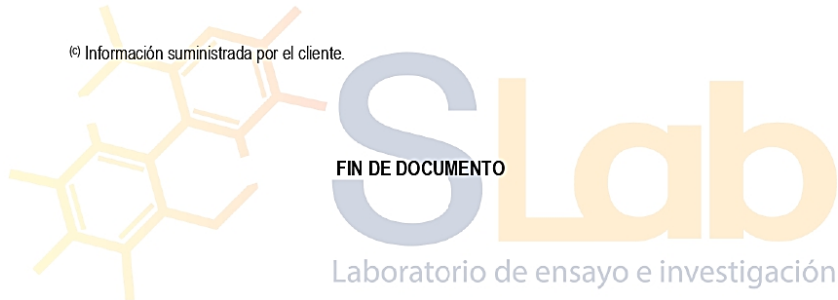 (c) Información suministrada por el cliente.
FIN DE DOCUMENTO
SLab
Laboratorio de ensayo e investigación